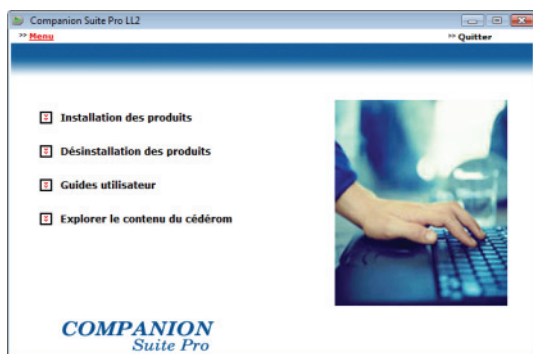 Companion Suite Pro LL2
>> Menu
>> Quitter
Installation des produits
Désinstallation des produits
Guides utilisateur
Explorer le contenu du cédérom
COMPANION
Suite Pro